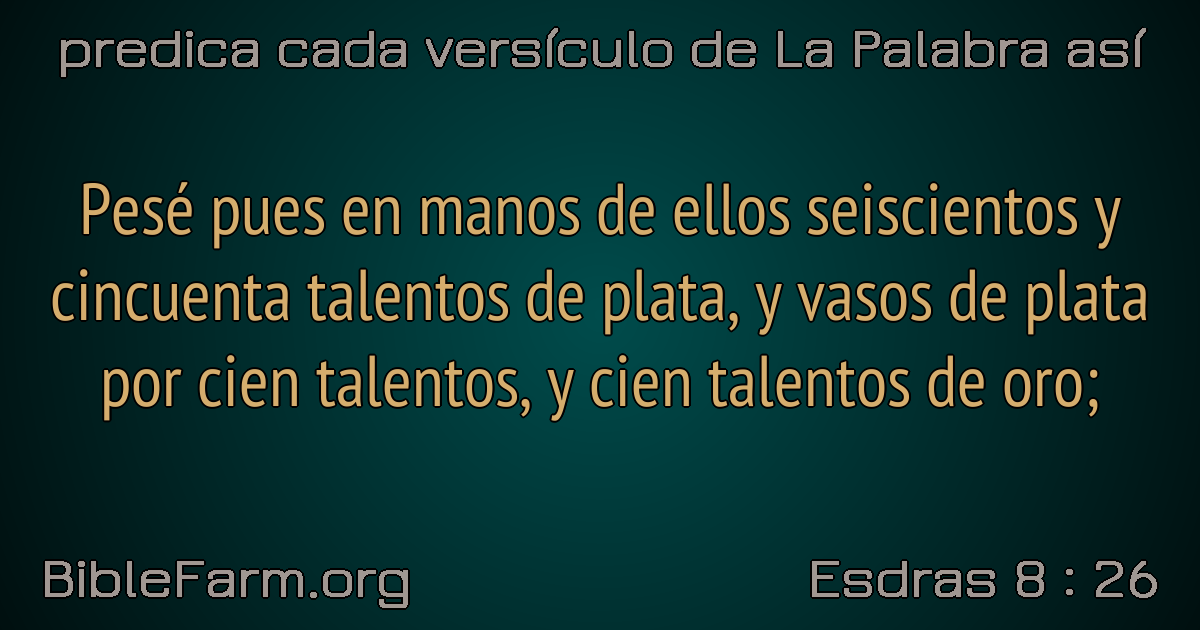 predica cada versículo de La Palabra así
Pesé pues en manos de ellos seiscientos y
cincuenta talentos de plata, y vasos de plata
por cien talentos, y cien talentos de oro;
BibleFarm.org
Esdras 8 : 26